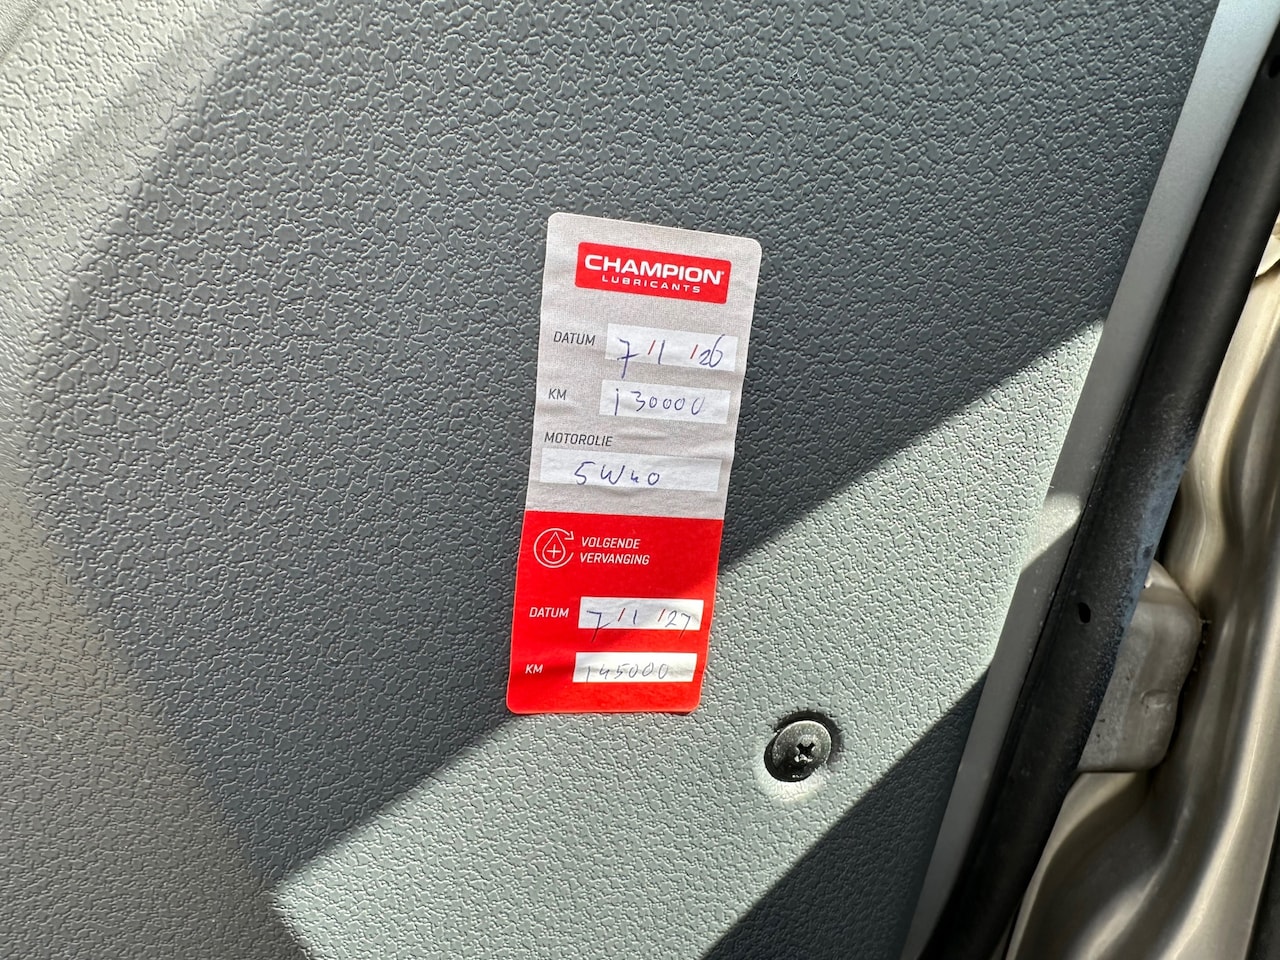 CHAMPION
LUBRICANTS
DATUM 7/1/26
KM 130000
MOTOROLIE
5W40
VOLGENDE
VERVANGING
DATUM 7/1/27
KM 145000